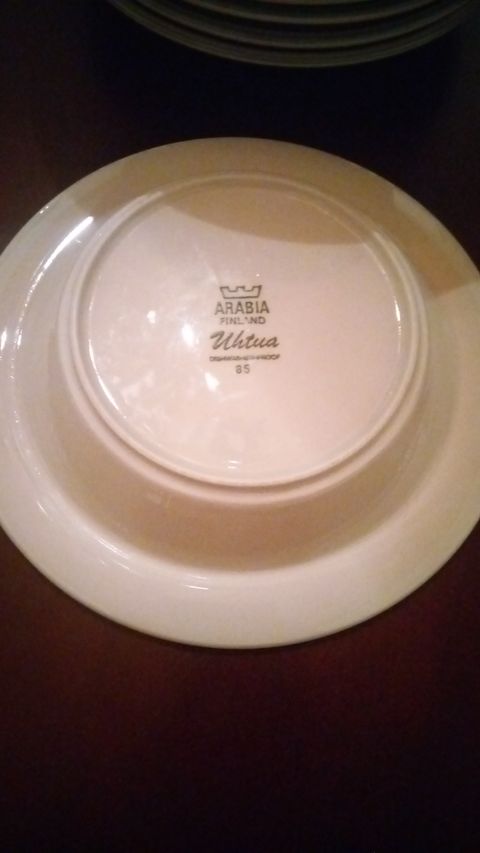 ARABIA
FINLAND
Uhtua
DISHWASHER-PROOF
85